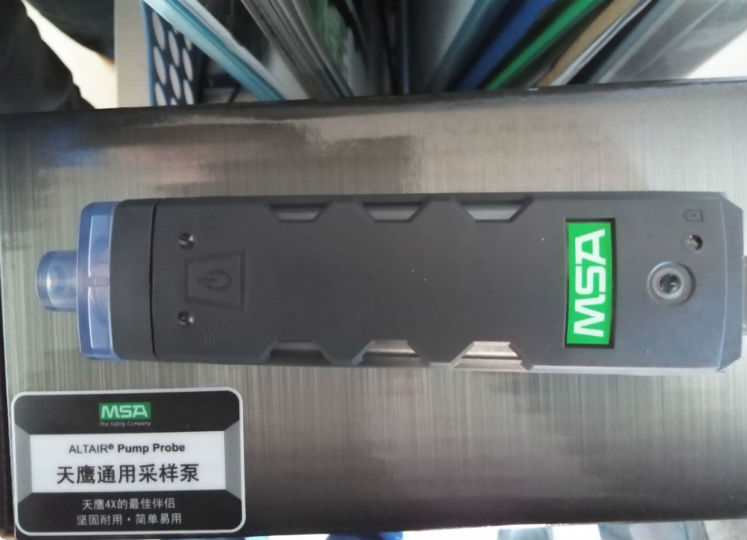 MSA
MSA
The Safety Company
ALTAIR® Pump Probe
天鹰通用采样泵
天鹰4X的最佳伴侣
坚固耐用·简单易用